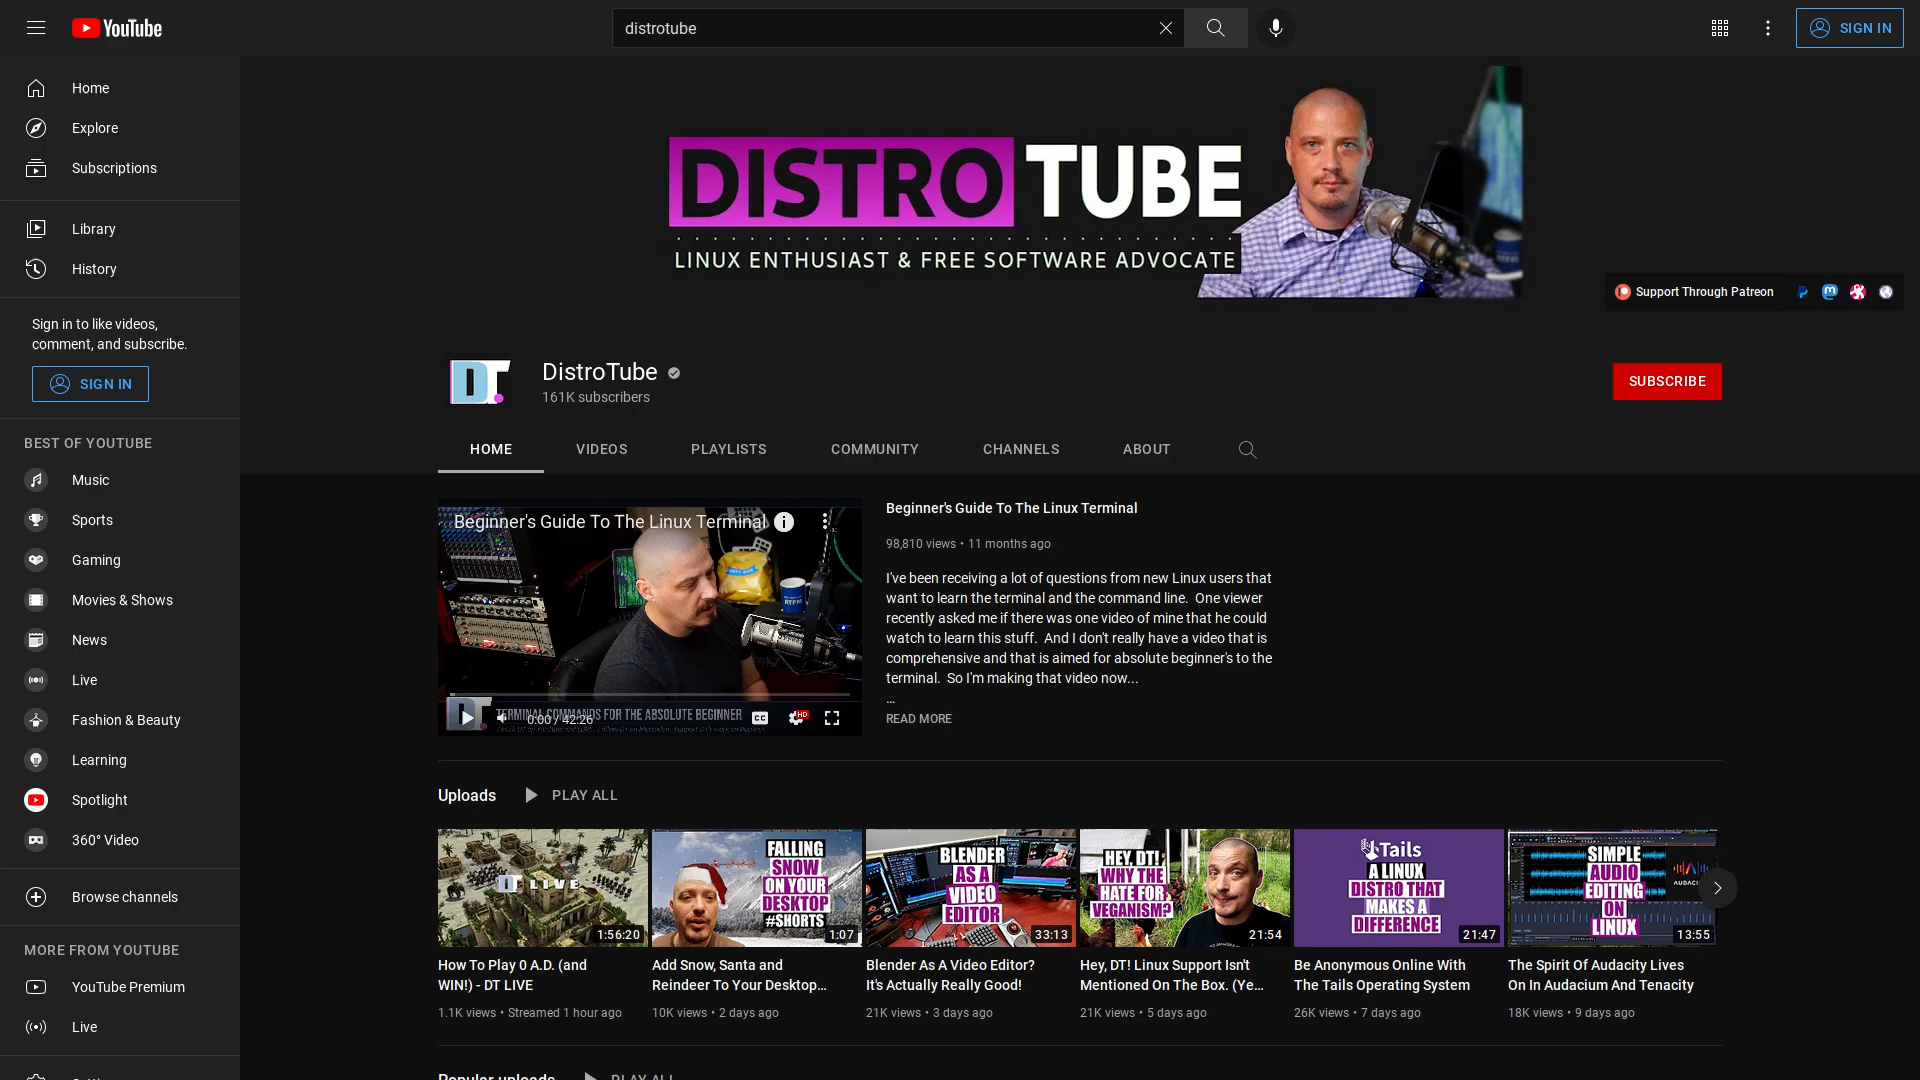 YouTube
distrotube
SIGN IN
Home
Explore
Subscriptions
Library
History
Sign in to like videos,
comment, and subscribe.
SIGN IN
BEST OF YOUTUBE
Music
Sports
Gaming
Movies & Shows
News
Live
Fashion & Beauty
Learning
Spotlight
360° Video
Browse channels
MORE FROM YOUTUBE
YouTube Premium
Live
DISTROTUBE
LINUX ENTHUSIAST & FREE SOFTWARE ADVOCATE
Support Through Patreon
DT
DistroTube
161K subscribers
SUBSCRIBE
HOME
VIDEOS
PLAYLISTS
COMMUNITY
CHANNELS
ABOUT
Beginner's Guide To The Linux Terminal
RTFM
TERMINAL COMMANDS FOR THE ABSOLUTE BEGINNER
0:00 / 42:26
CC
HD
Beginner's Guide To The Linux Terminal
98,810 views • 11 months ago
I've been receiving a lot of questions from new Linux users that
want to learn the terminal and the command line.  One viewer
recently asked me if there was one video of mine that he could
watch to learn this stuff.  And I don't really have a video that is
comprehensive and that is aimed for absolute beginner's to the
terminal.  So I'm making that video now...
...
READ MORE
Uploads
PLAY ALL
DT LIVE
1:56:20
How To Play 0 A.D. (and
WIN!) - DT LIVE
1.1K views • Streamed 1 hour ago
FALLING
SNOW
ON YOUR
DESKTOP
#SHORTS
1:07
Add Snow, Santa and
Reindeer To Your Desktop...
10K views • 2 days ago
BLENDER
AS A
VIDEO
EDITOR
33:13
Blender As A Video Editor?
It's Actually Really Good!
21K views • 3 days ago
HEY, DT!
WHY THE
HATE FOR
VEGANISM?
21:54
Hey, DT! Linux Support Isn't
Mentioned On The Box. (Ye...
21K views • 5 days ago
Tails
A LINUX
DISTRO THAT
MAKES A
DIFFERENCE
21:47
Be Anonymous Online With
The Tails Operating System
26K views • 7 days ago
SIMPLE
AUDIO
EDITING
ON
LINUX
13:55
The Spirit Of Audacity Lives
On In Audacium And Tenacity
18K views • 9 days ago
Popular uploads
PLAY ALL